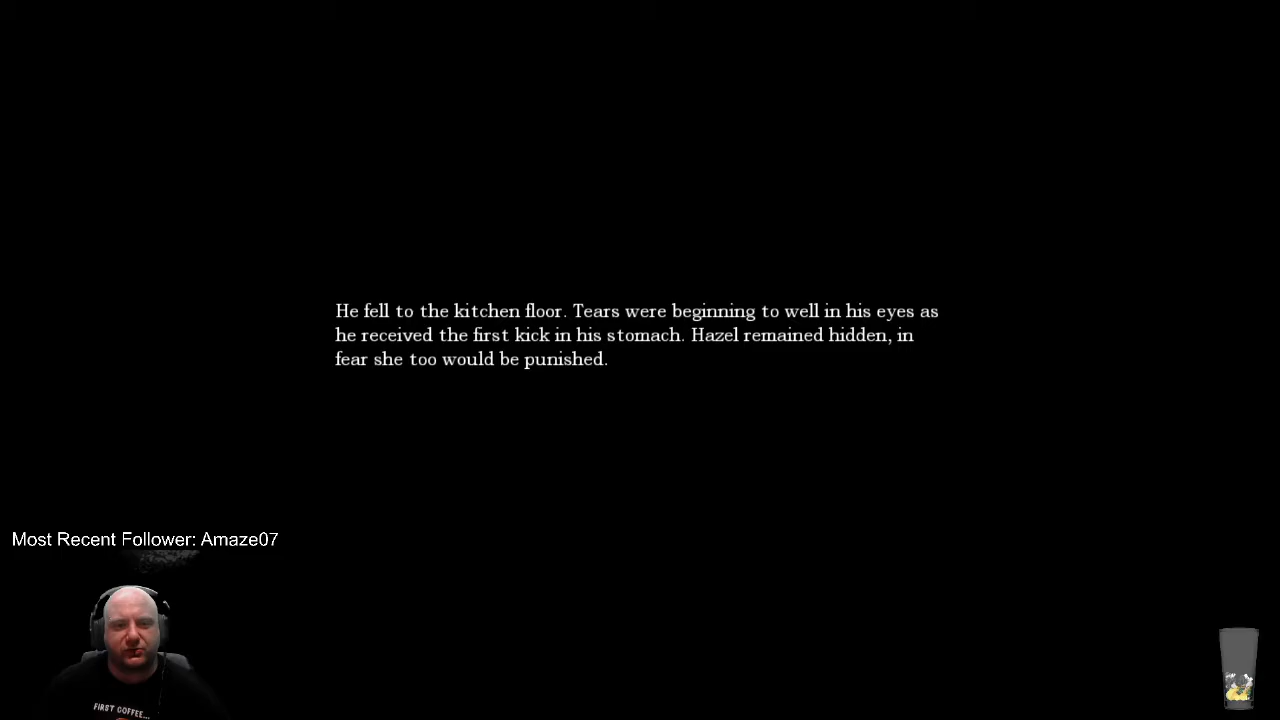 He fell to the kitchen floor. Tears were beginning to well in his eyes as
he received the first kick in his stomach. Hazel remained hidden, in
fear she too would be punished.
Most Recent Follower: Amaze07
FIRST COFFEE...